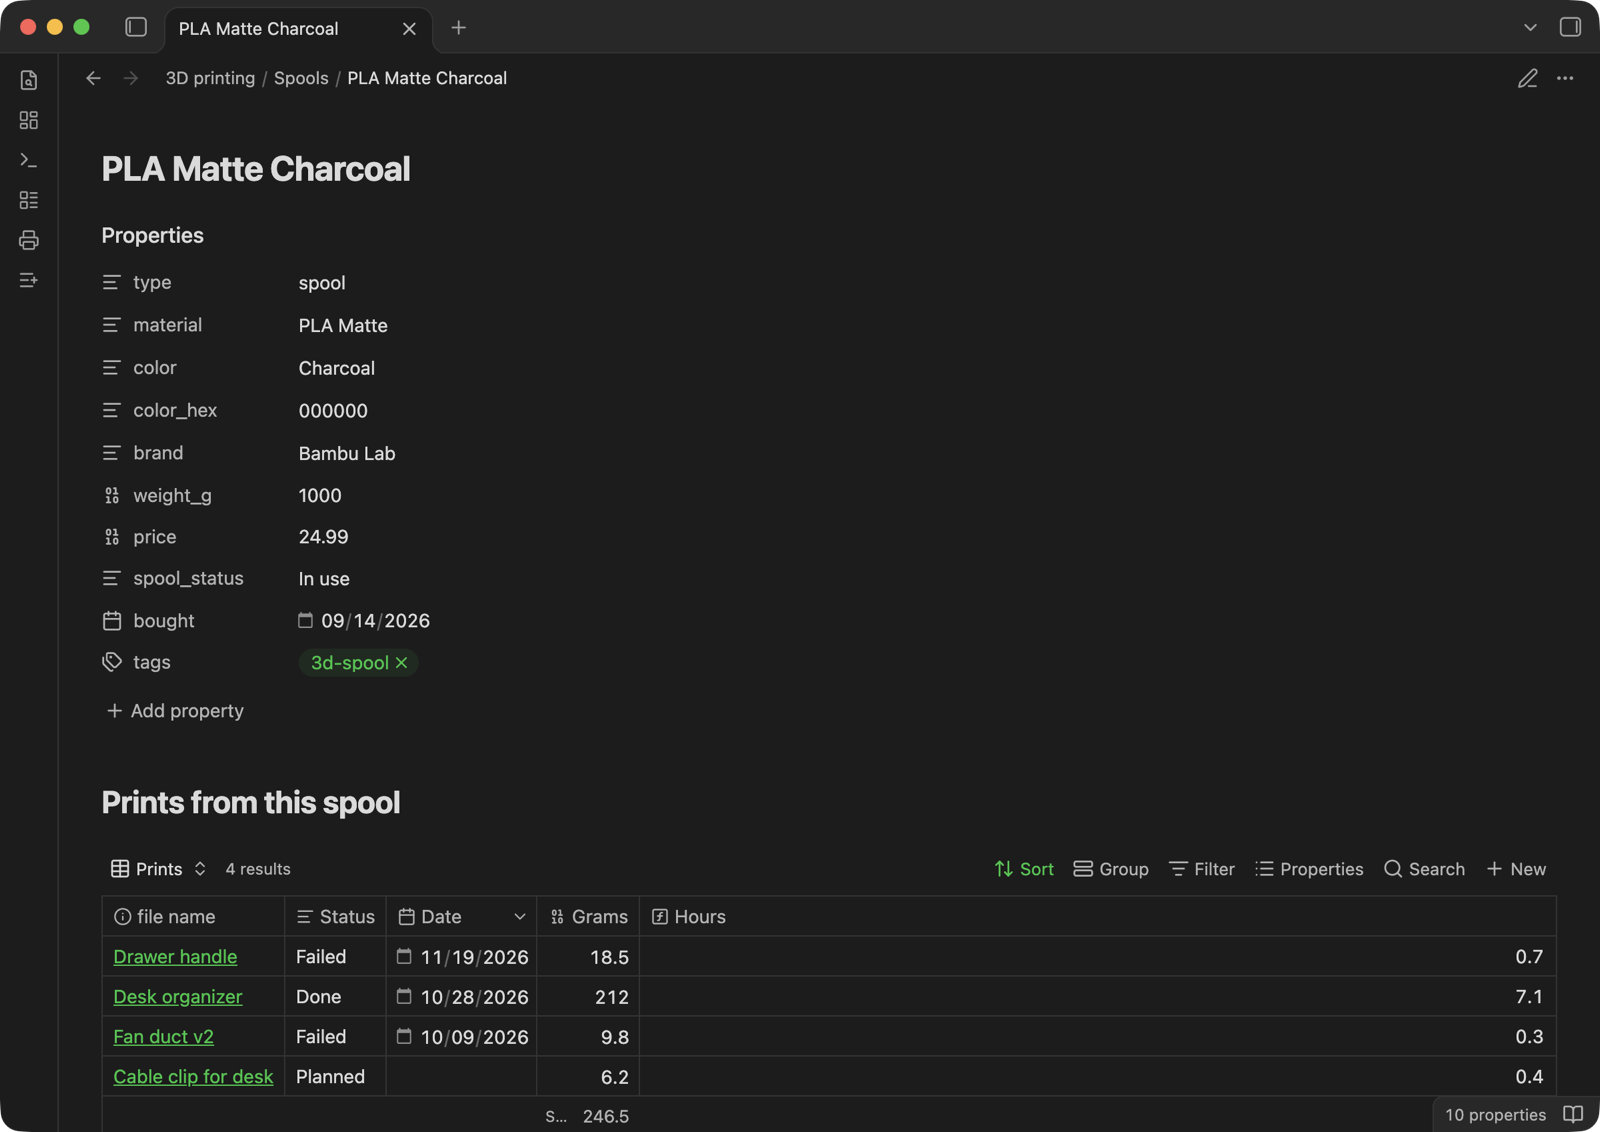 PLA Matte Charcoal
3D printing / Spools / PLA Matte Charcoal
PLA Matte Charcoal
Properties
type spool
material PLA Matte
color Charcoal
color_hex 000000
brand Bambu Lab
weight_g 1000
price 24.99
spool_status In use
bought 09/14/2026
tags 3d-spool
Add property
Prints from this spool
Prints 4 results Sort Group Filter Properties Search New
file name Status Date Grams Hours
Drawer handle Failed 11/19/2026 18.5 0.7
Desk organizer Done 10/28/2026 212 7.1
Fan duct v2 Failed 10/09/2026 9.8 0.3
Cable clip for desk Planned 6.2 0.4
S... 246.5
10 properties